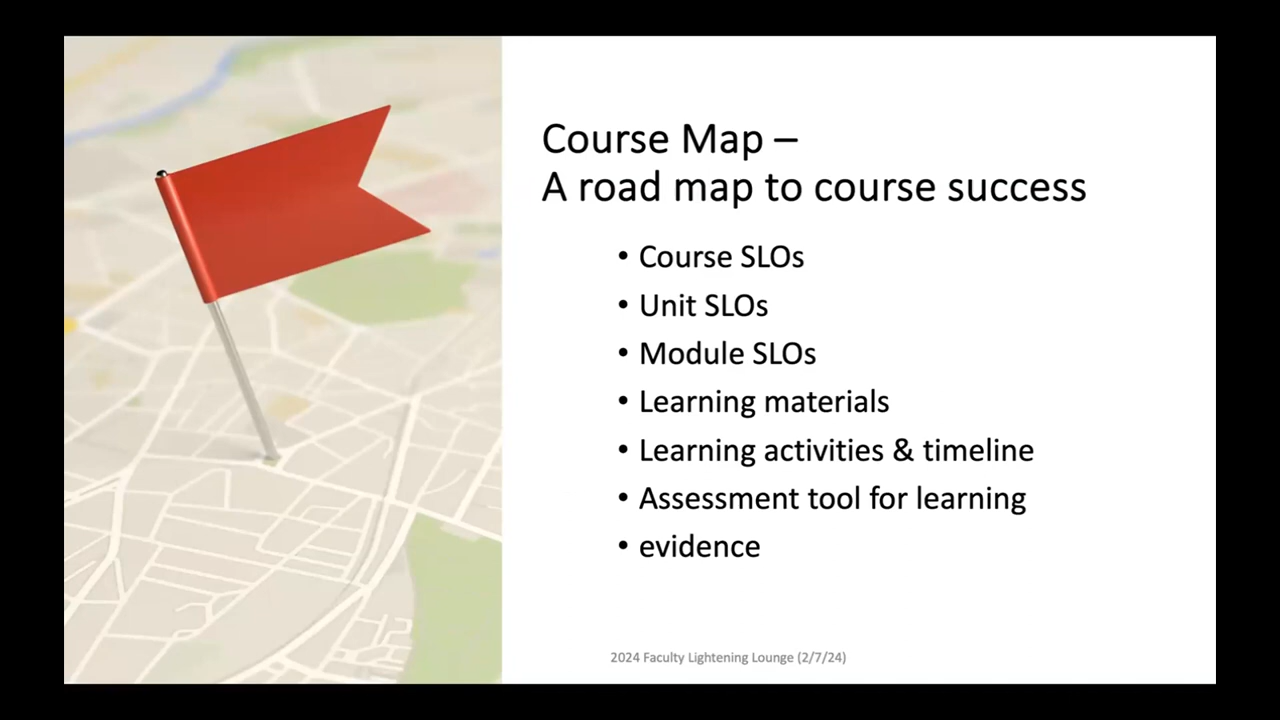 Course Map –
A road map to course success
• Course SLOs
• Unit SLOs
• Module SLOs
• Learning materials
• Learning activities & timeline
• Assessment tool for learning
• evidence
2024 Faculty Lightening Lounge (2/7/24)